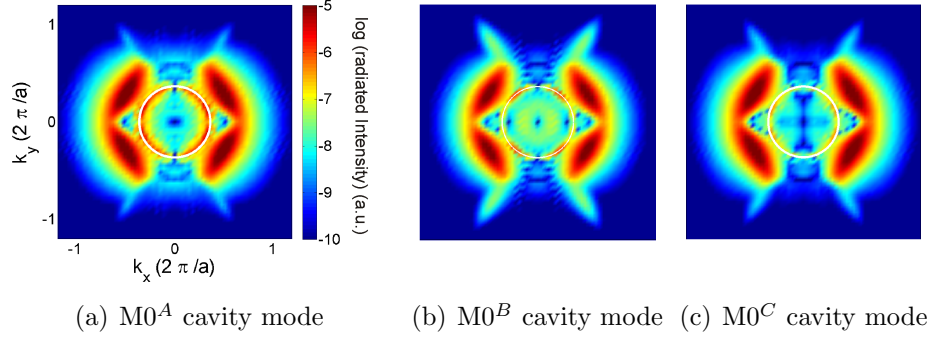 1
0
-1
k_y (2 π /a)
-1
0
1
k_x (2 π /a)
-5
-6
-7
-8
-9
-10
log (radiated Intensity) (a.u.)
(a) M0^A cavity mode
(b) M0^B cavity mode
(c) M0^C cavity mode